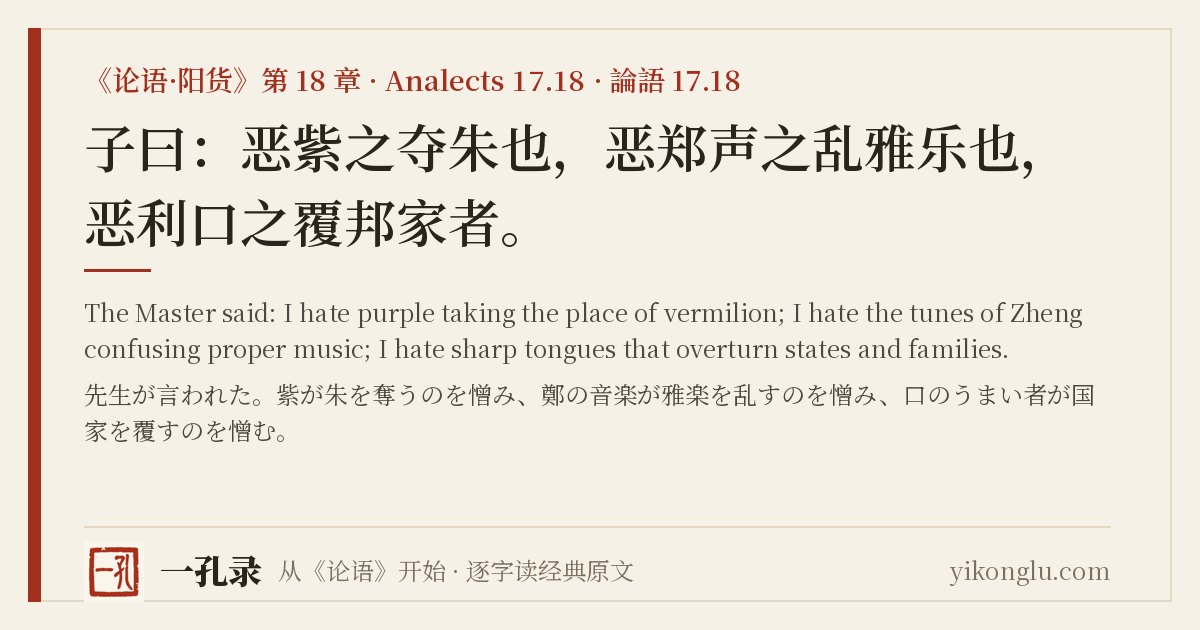 《论语·阳货》第 18 章 · Analects 17.18 · 論語 17.18
子曰：恶紫之夺朱也，恶郑声之乱雅乐也，
恶利口之覆邦家者。
The Master said: I hate purple taking the place of vermilion; I hate the tunes of Zheng
confusing proper music; I hate sharp tongues that overturn states and families.
先生が言われた。紫が朱を奪うのを憎み、鄭の音楽が雅楽を乱すのを憎み、口のうまい者が国
家を覆すのを憎む。
一孔
一孔录 从《论语》开始 · 逐字读经典原文 yikonglu.com